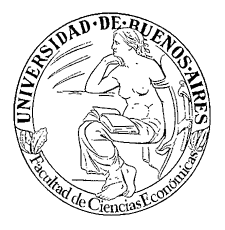 UNIVERSIDAD·DE·BUENOS·AIRES
Facultad de Ciencias Económicas